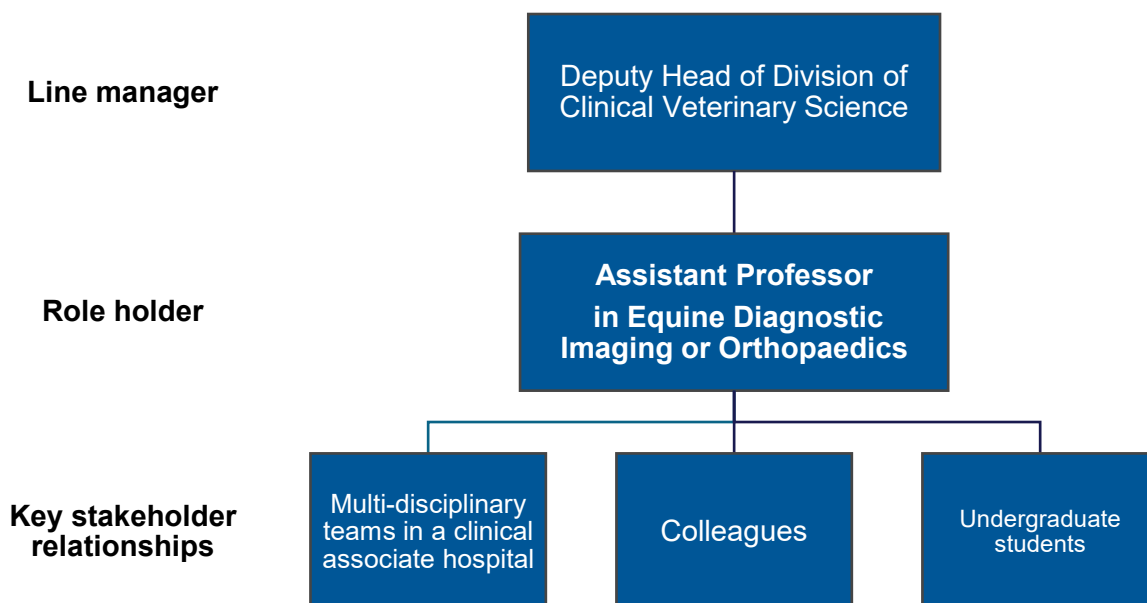 Line manager
Deputy Head of Division of
Clinical Veterinary Science
Role holder
Assistant Professor
in Equine Diagnostic
Imaging or Orthopaedics
Key stakeholder
relationships
Multi-disciplinary
teams in a clinical
associate hospital
Colleagues
Undergraduate
students